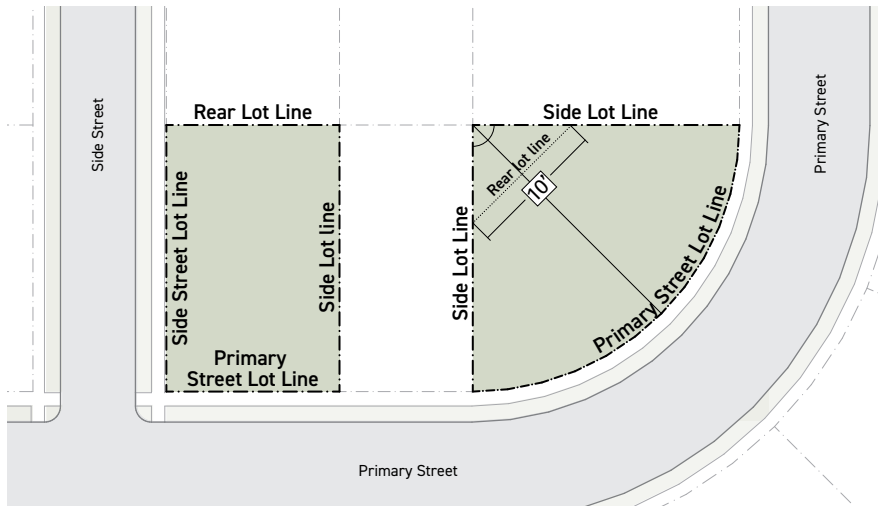 Rear Lot Line
Side Lot Line
Side Street
Primary Street
Rear lot line
10'
Side Street Lot Line
Side Lot line
Side Lot Line
Primary Street Lot Line
Primary
Street Lot Line
Primary Street